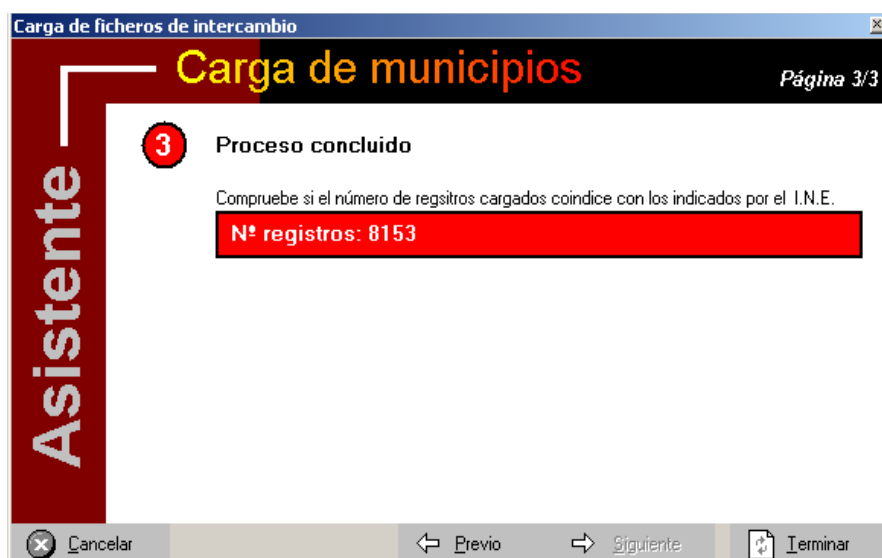 Carga de ficheros de intercambio
Carga de municipios
Página 3/3
Asistente
3
Proceso concluido
Compruebe si el número de regsitros cargados coindice con los indicados por el I.N.E.
Nº registros: 8153
Cancelar
Previo
Siguiente
Terminar